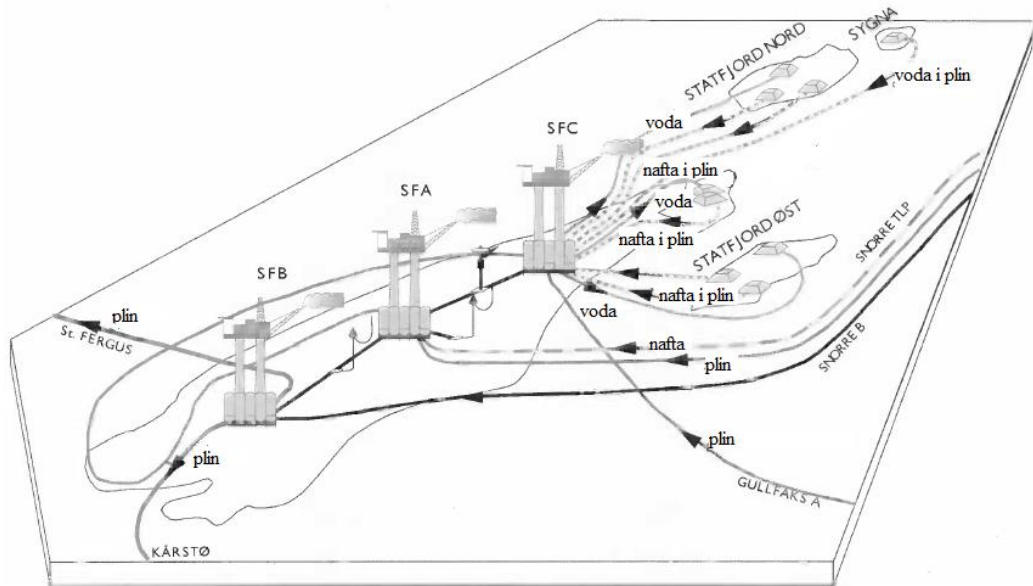 SYGNA
STATFJORD NORD
voda i plin
SFC
voda
nafta i plin
SFA
voda
nafta i plin
STATFJORD ØST
SNORRE TLP
SFB
plin
nafta i plin
St. FERGUS
voda
nafta
SNORRE B
plin
plin
plin
GULLFAKS A
KÅRSTØ